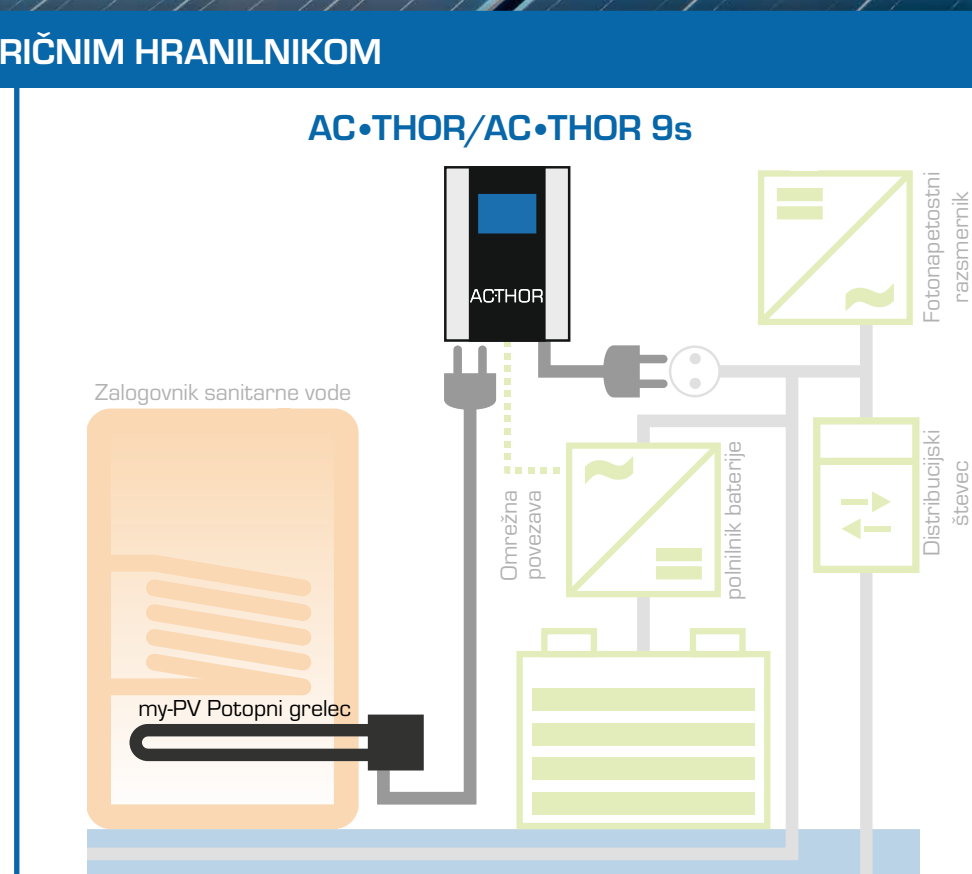 RIČNIM HRANILNIKOM
AC•THOR/AC•THOR 9s
ACTHOR
Fotonapetostni
razsmernik
Zalogovnik sanitarne vode
Omrežna
povezava
polnilnik baterije
Distribucijski
števec
my-PV Potopni grelec